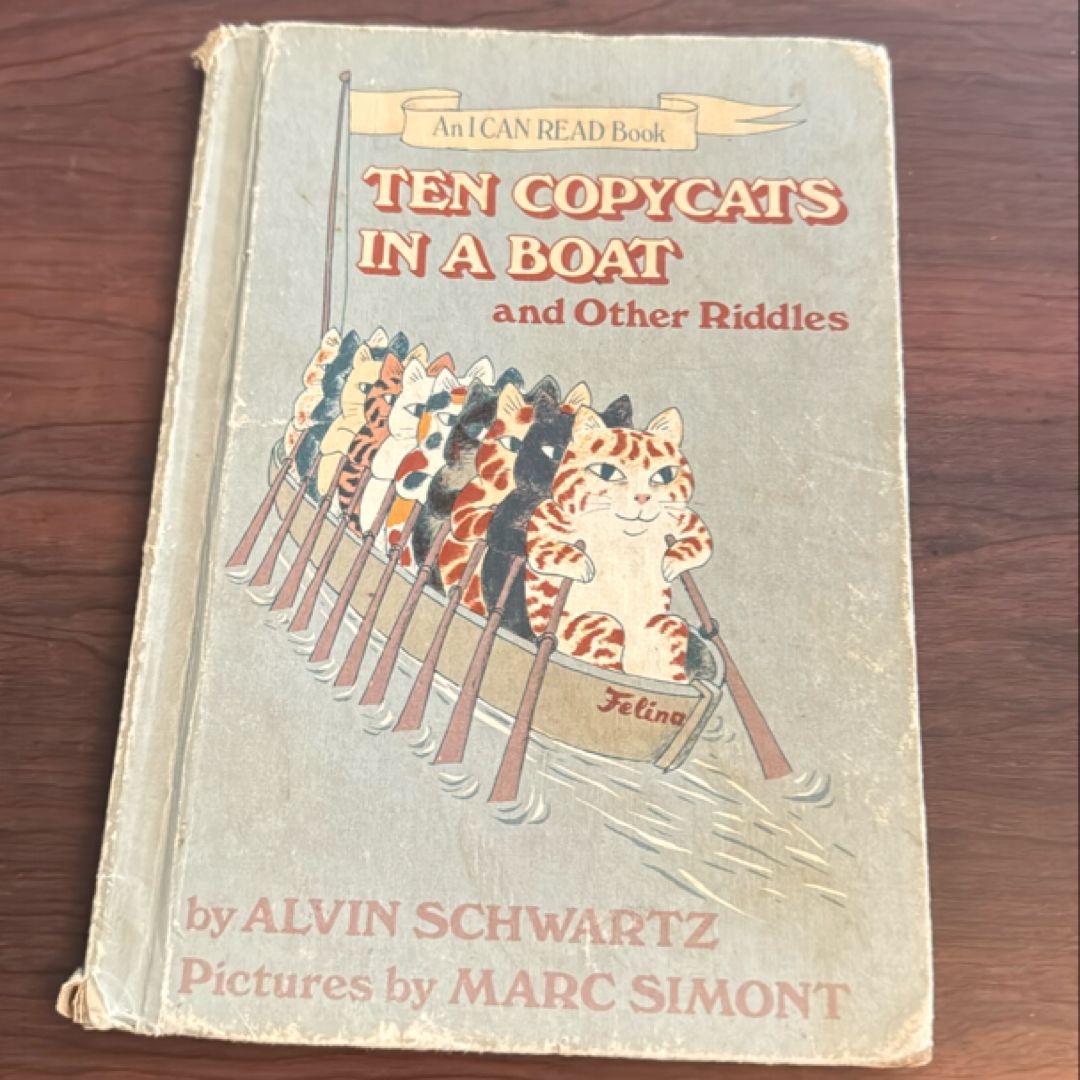 An I CAN READ Book
TEN COPYCATS
IN A BOAT
and Other Riddles
Felina
by ALVIN SCHWARTZ
Pictures by MARC SIMONT